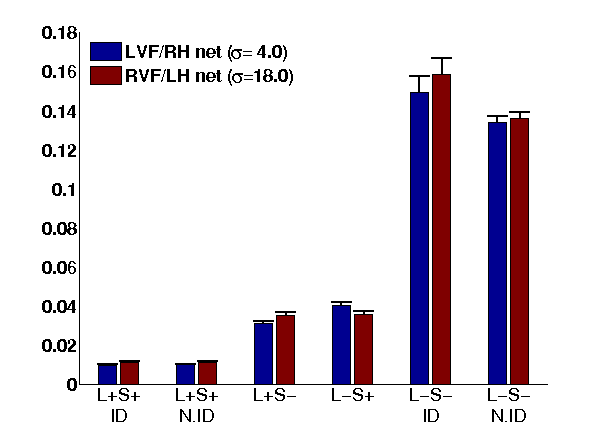 0.18
0.16
0.14
0.12
0.1
0.08
0.06
0.04
0.02
0
LVF/RH net (σ= 4.0)
RVF/LH net (σ=18.0)
L+S+ L+S+ L+S− L−S+ L−S− L−S−
ID N.ID ID N.ID